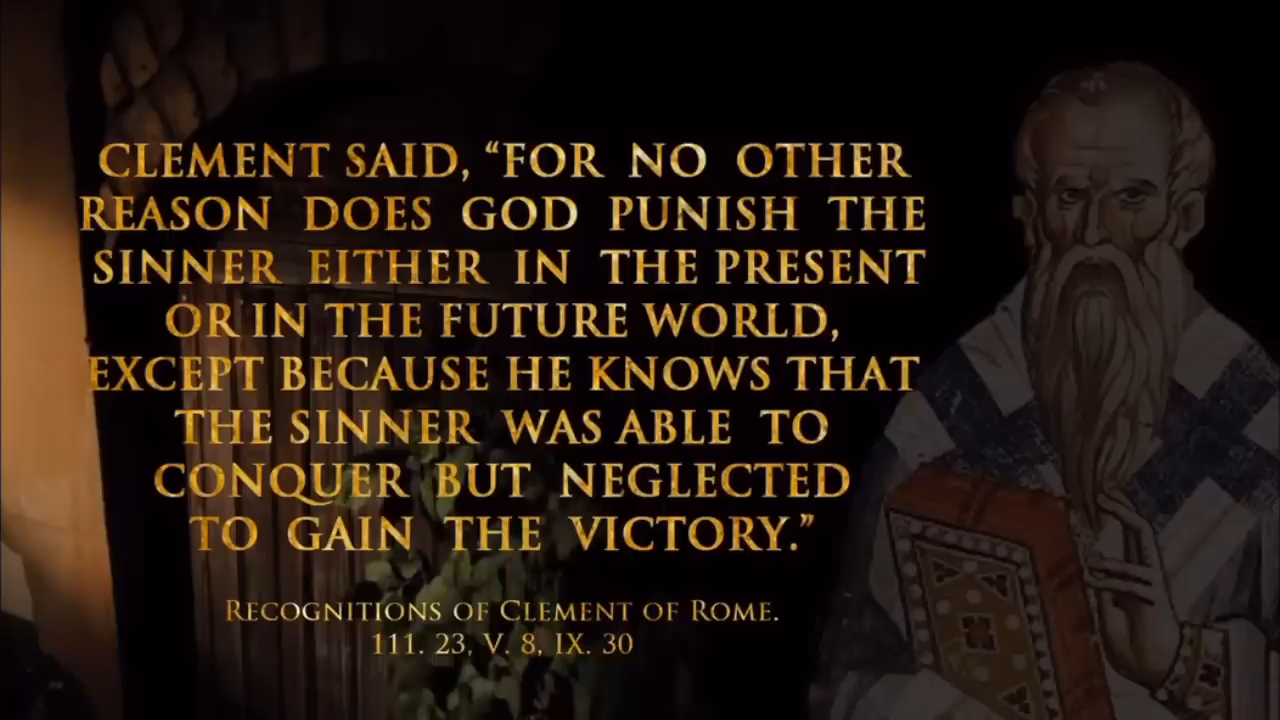 CLEMENT SAID, “FOR NO OTHER
REASON DOES GOD PUNISH THE
SINNER EITHER IN THE PRESENT
OR IN THE FUTURE WORLD,
EXCEPT BECAUSE HE KNOWS THAT
THE SINNER WAS ABLE TO
CONQUER BUT NEGLECTED
TO GAIN THE VICTORY.”
RECOGNITIONS OF CLEMENT OF ROME.
111. 23, V. 8, IX. 30